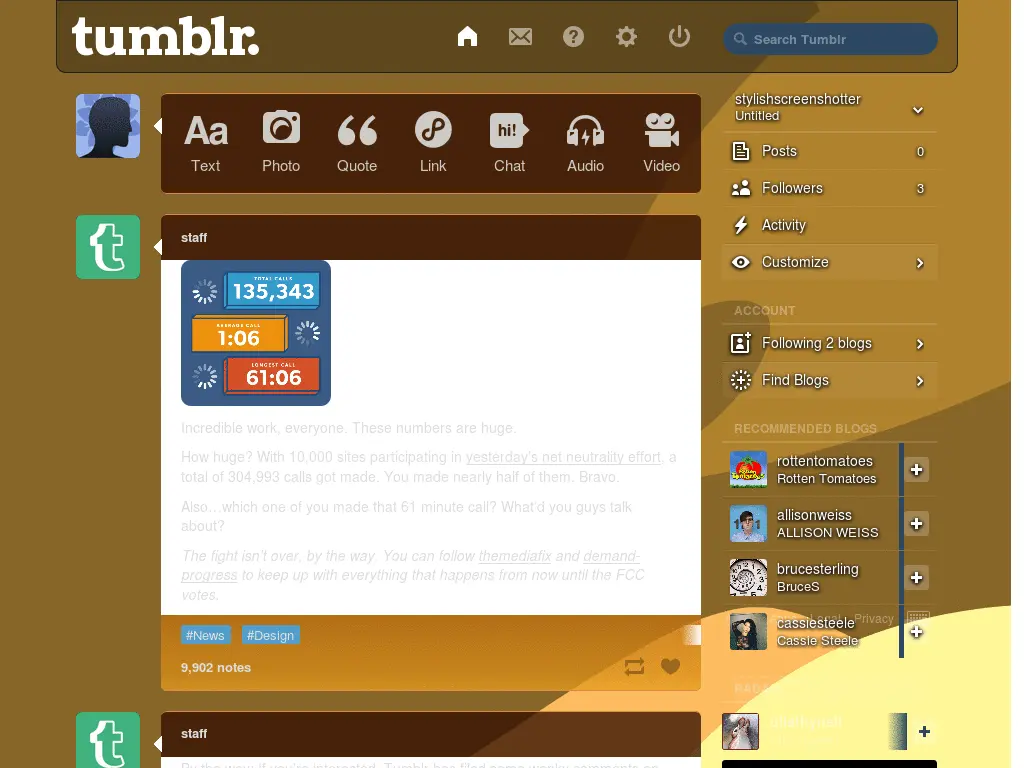 tumblr.
Search Tumblr
Aa
hi!
Text
Photo
Quote
Link
Chat
Audio
Video
stylishscreenshotter
Untitled
Posts
0
Followers
3
Activity
Customize
ACCOUNT
Following 2 blogs
Find Blogs
RECOMMENDED BLOGS
rottentomatoes
Rotten Tomatoes
allisonweiss
ALLISON WEISS
brucesterling
BruceS
cassiesteele
Cassie Steele
Privacy
t
staff
TOTAL CALLS
135,343
AVERAGE CALL
1:06
LONGEST CALL
61:06
Incredible work, everyone. These numbers are huge.
How huge? With 10,000 sites participating in yesterday's net neutrality effort, a
total of 304,993 calls got made. You made nearly half of them. Bravo.
Also…which one of you made that 61 minute call? What'd you guys talk
about?
The fight isn't over, by the way. You can follow themediafix and demand-
progress to keep up with everything that happens from now until the FCC
votes.
#News
#Design
9,902 notes
t
staff